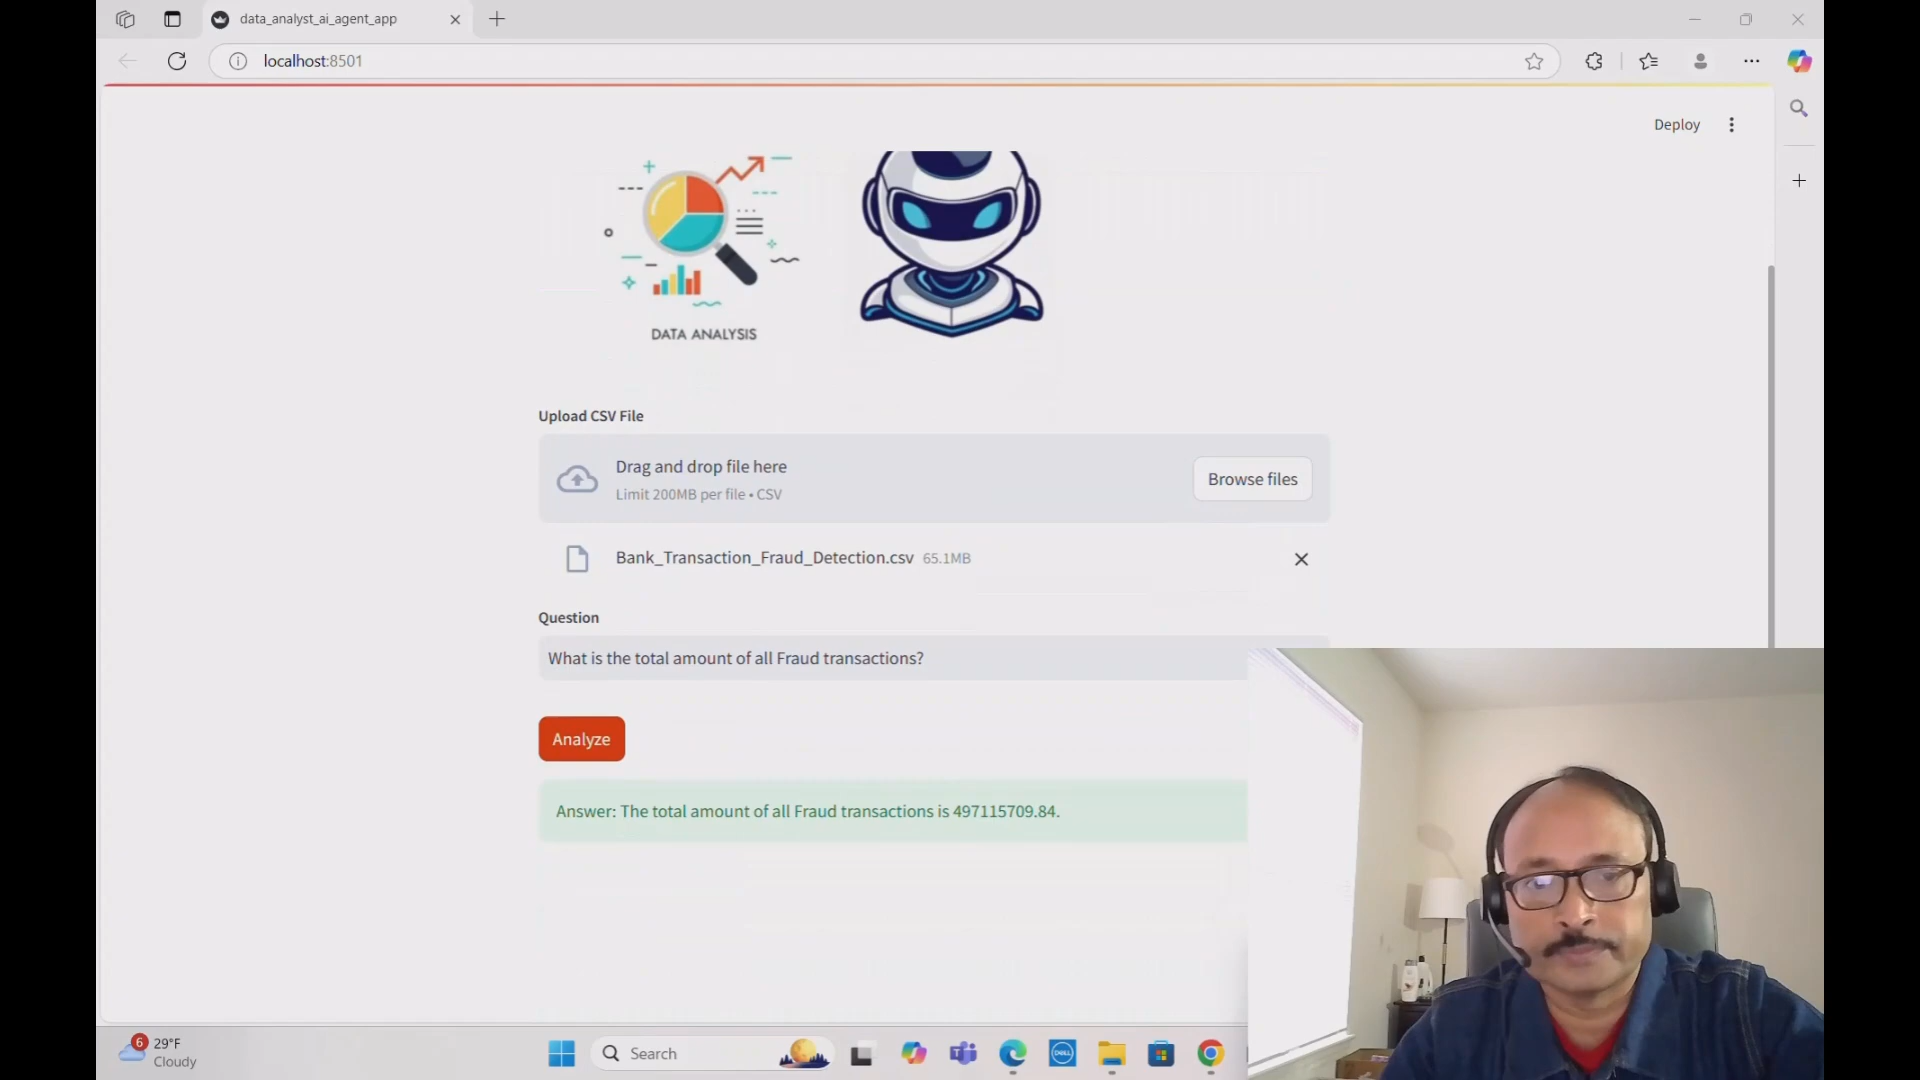 data_analyst_ai_agent_app
localhost:8501
Deploy
DATA ANALYSIS
Upload CSV File
Drag and drop file here
Limit 200MB per file • CSV
Browse files
Bank_Transaction_Fraud_Detection.csv 65.1MB
Question
What is the total amount of all Fraud transactions?
Analyze
Answer: The total amount of all Fraud transactions is 497115709.84.
6
29°F
Cloudy
Search
DELL